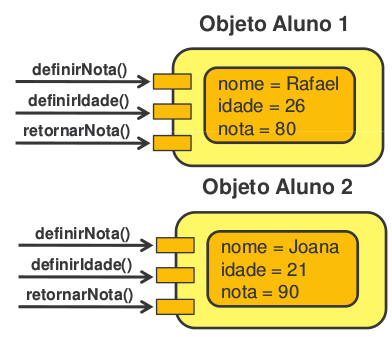 Objeto Aluno 1
definirNota()
definirIdade()
retornarNota()
nome = Rafael
idade = 26
nota = 80
Objeto Aluno 2
definirNota()
definirIdade()
retornarNota()
nome = Joana
idade = 21
nota = 90